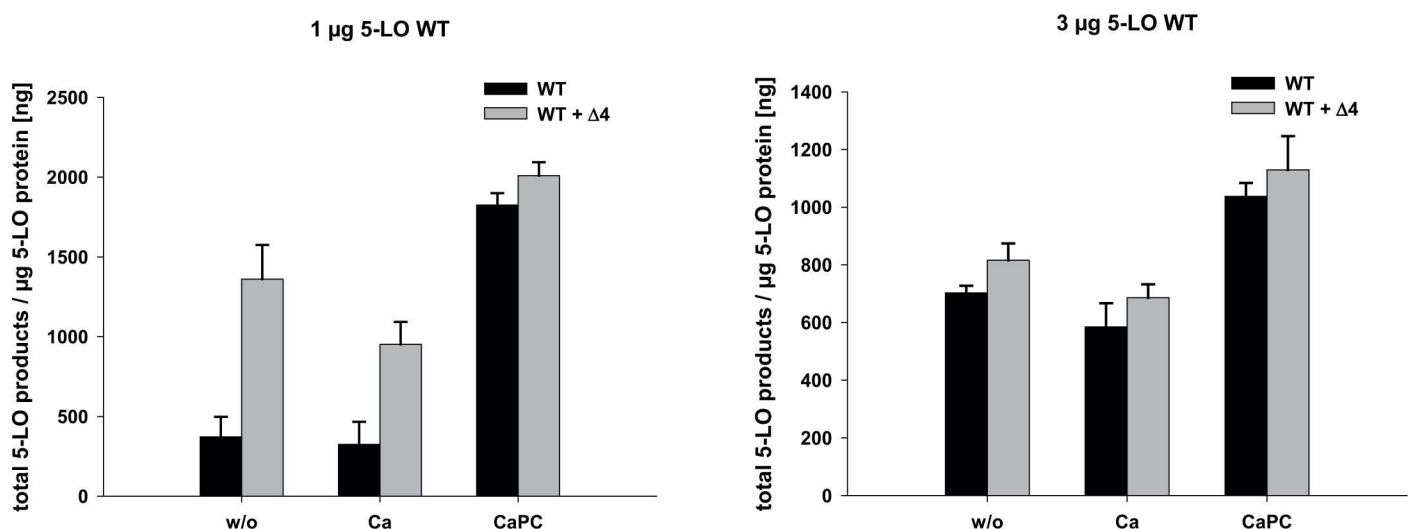 1 µg 5-LO WT
total 5-LO products / µg 5-LO protein [ng]
WT
WT + Δ4
2500
2000
1500
1000
500
0
w/o
Ca
CaPC
3 µg 5-LO WT
total 5-LO products / µg 5-LO protein [ng]
WT
WT + Δ4
1400
1200
1000
800
600
400
200
0
w/o
Ca
CaPC